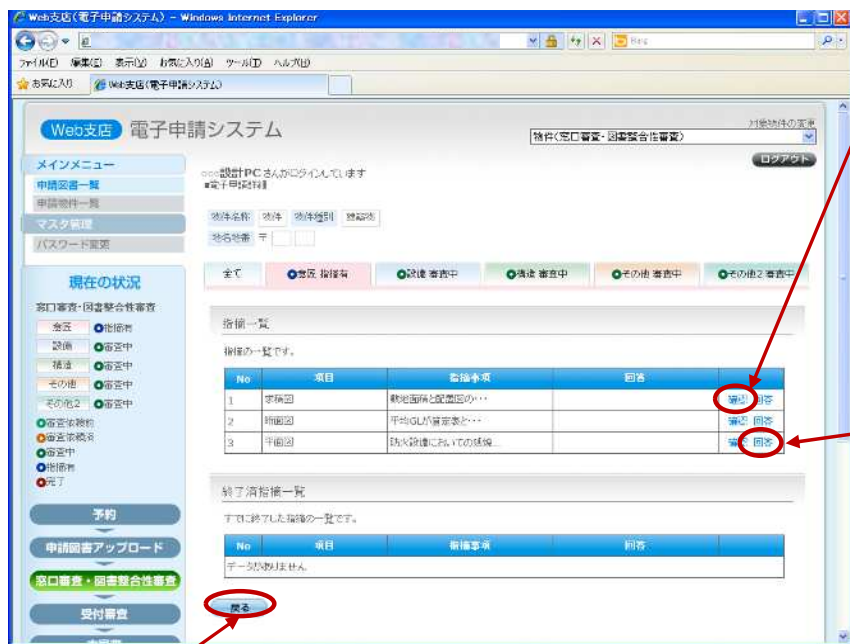 Web支店(電子申請システム) - Windows Internet Explorer
Bing
ファイル(F) 編集(E) 表示(V) お気に入り(A) ツール(T) ヘルプ(H)
お気に入り Web支店(電子申請システム)
Web支店 電子申請システム
対象物件の変更
物件(窓口審査・図書整合性審査)
ログアウト
メインメニュー
申請図書一覧
申請物件一覧
マスタ管理
パスワード変更
○○○設計PC さんがログインしています
物件名称 物件 物件種別 建築物
地名地番 〒
全て 意匠 指摘有 設備 審査中 構造 審査中 その他 審査中 その他2 審査中
現在の状況
窓口審査・図書整合性審査
意匠 指摘有
設備 審査中
構造 審査中
その他 審査中
その他2 審査中
審査依頼前
審査依頼済
審査中
指摘有
完了
指摘一覧
指摘の一覧です。
No 項目 指摘事項 回答
1 求積図 敷地面積と配置図の・・・ 確認 回答
2 断面図 平均GLが算定表と・・・ 確認 回答
3 平面図 防火設備においての延焼... 確認 回答
終了済指摘一覧
すでに終了した指摘の一覧です。
No 項目 指摘事項 回答
データがありません
戻る
予約
申請図書アップロード
窓口審査・図書整合性審査
受付審査